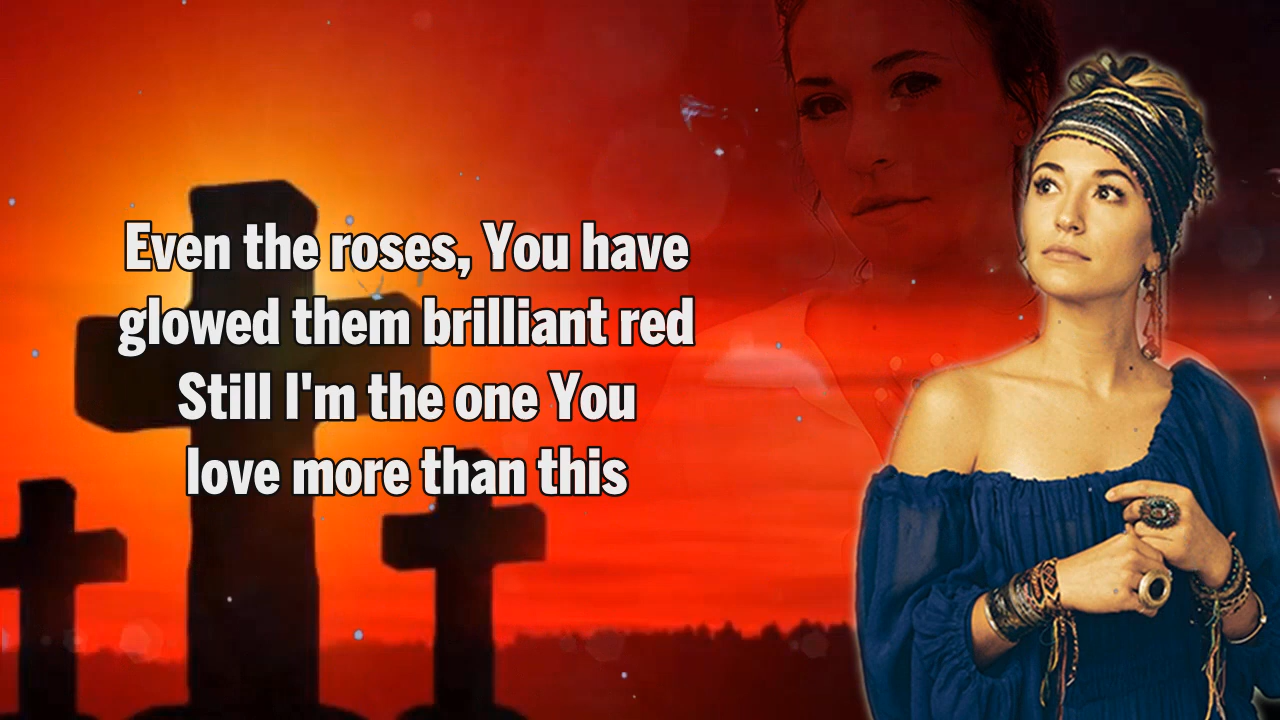 Even the roses, You have
glowed them brilliant red
Still I'm the one You
love more than this